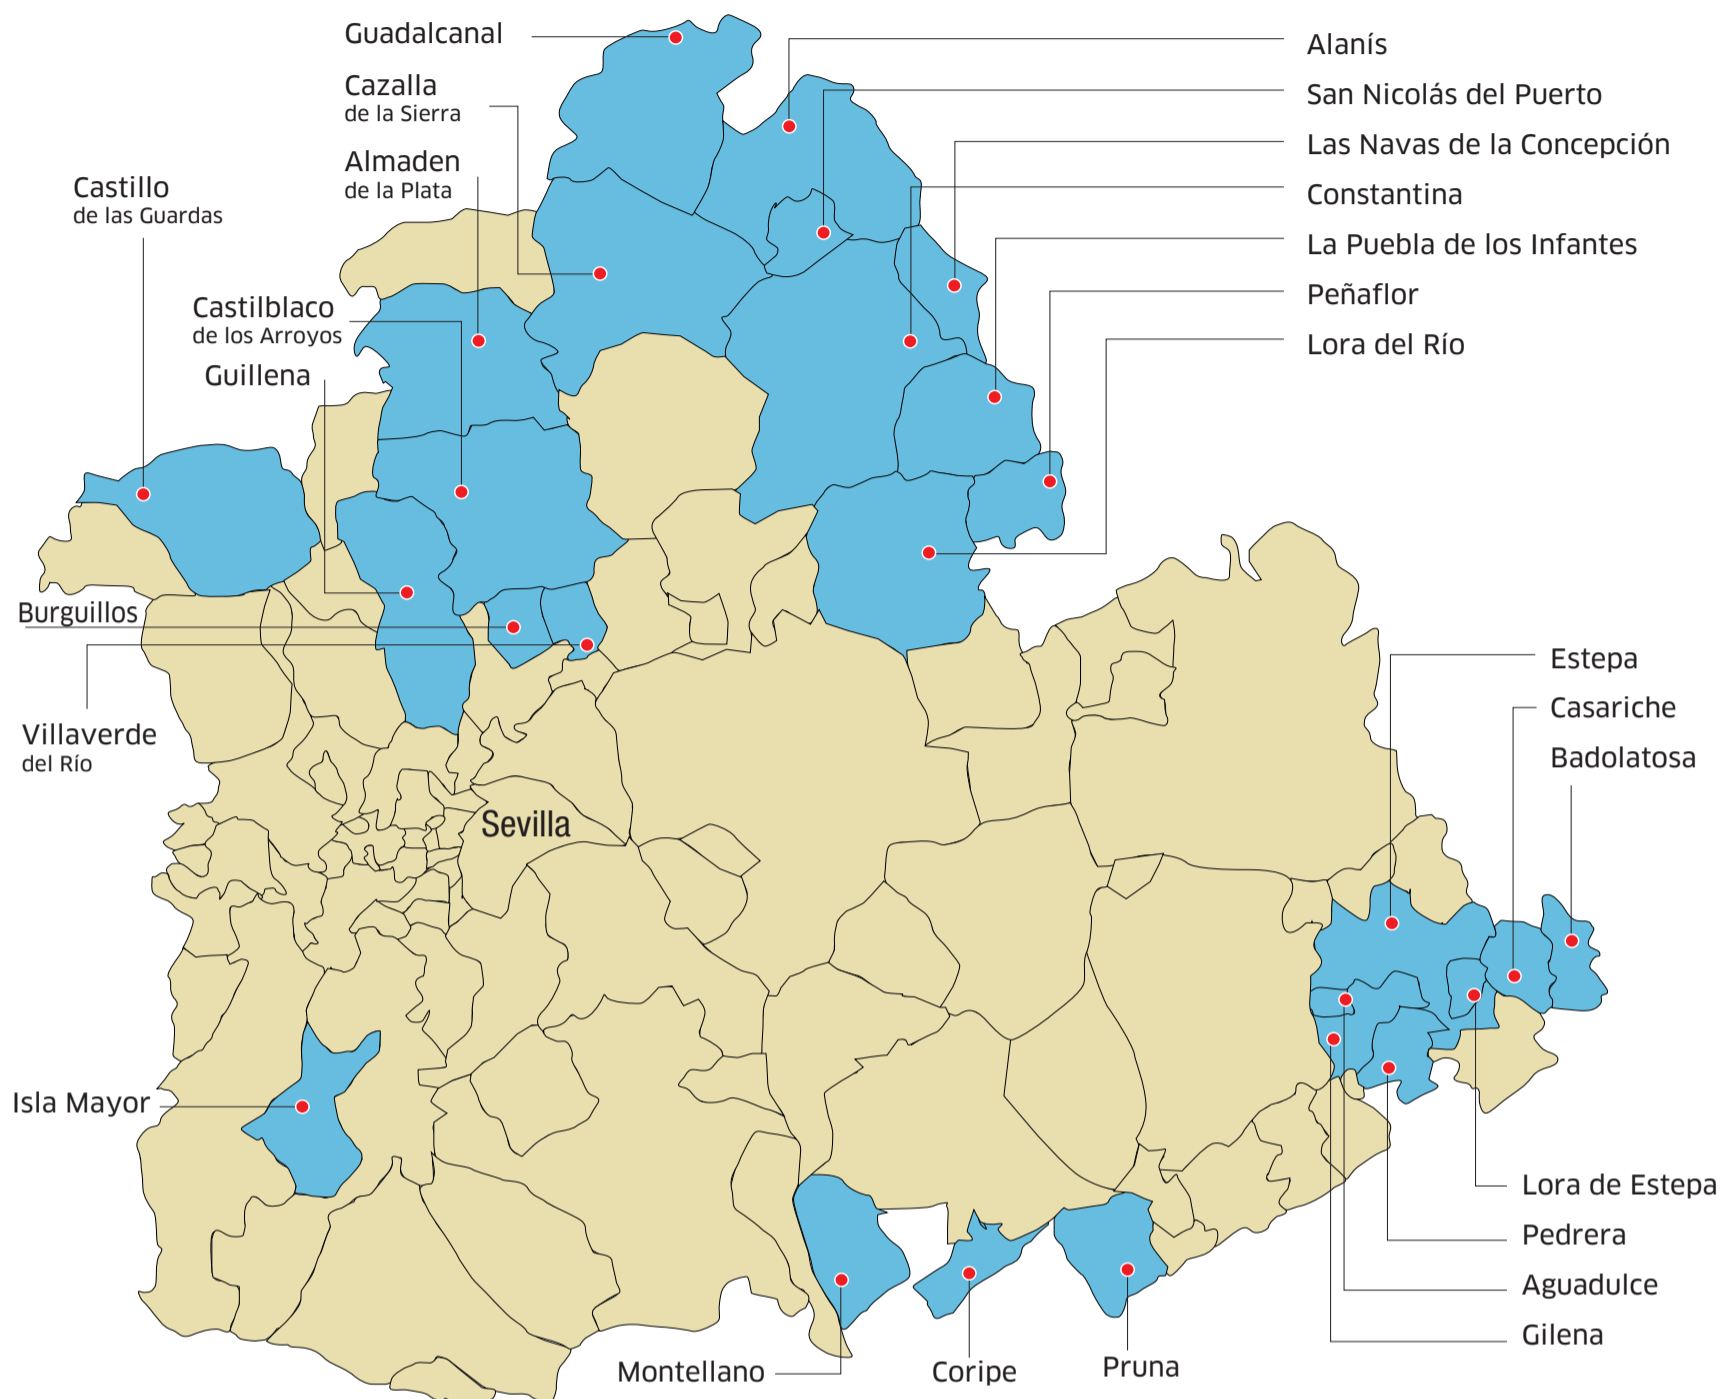 Guadalcanal
Cazalla
de la Sierra
Almaden
de la Plata
Castillo
de las Guardas
Castilblaco
de los Arroyos
Guillena
Alanís
San Nicolás del Puerto
Las Navas de la Concepción
Constantina
La Puebla de los Infantes
Peñaflor
Lora del Río
Burguillos
Villaverde
del Río
Sevilla
Estepa
Casariche
Badolatosa
Isla Mayor
Lora de Estepa
Pedrera
Aguadulce
Gilena
Montellano
Coripe
Pruna